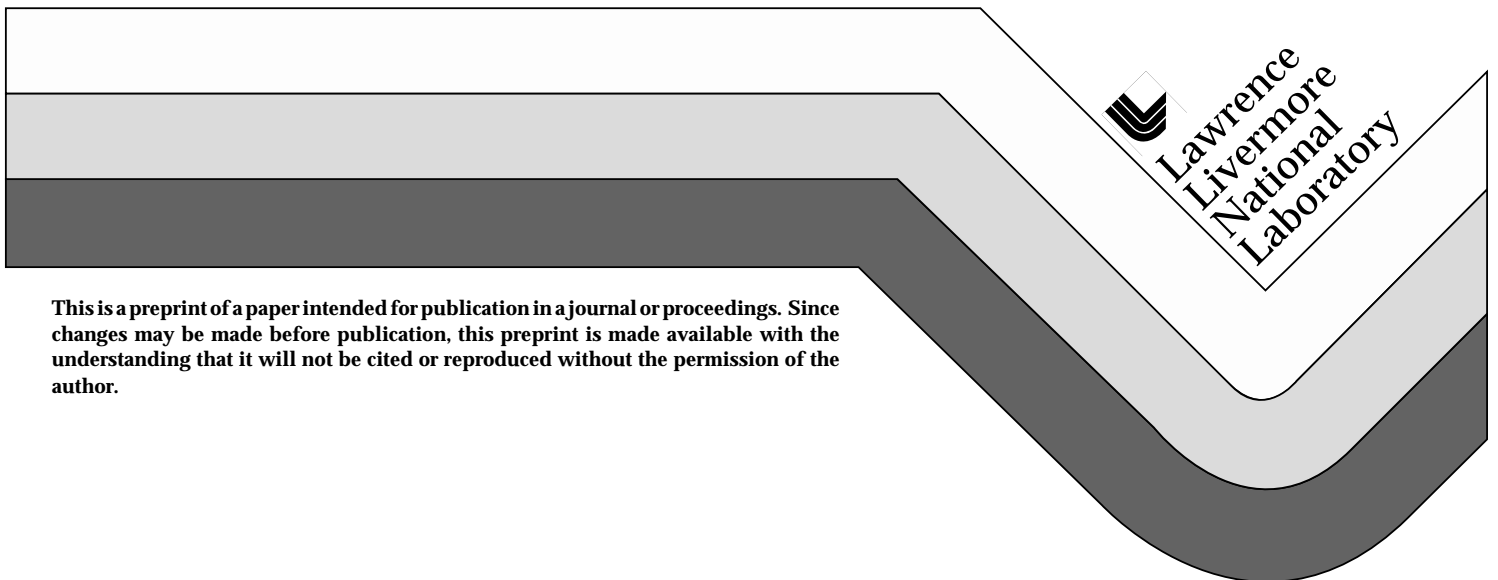 Lawrence
Livermore
National
Laboratory
This is a preprint of a paper intended for publication in a journal or proceedings. Since
changes may be made before publication, this preprint is made available with the
understanding that it will not be cited or reproduced without the permission of the
author.